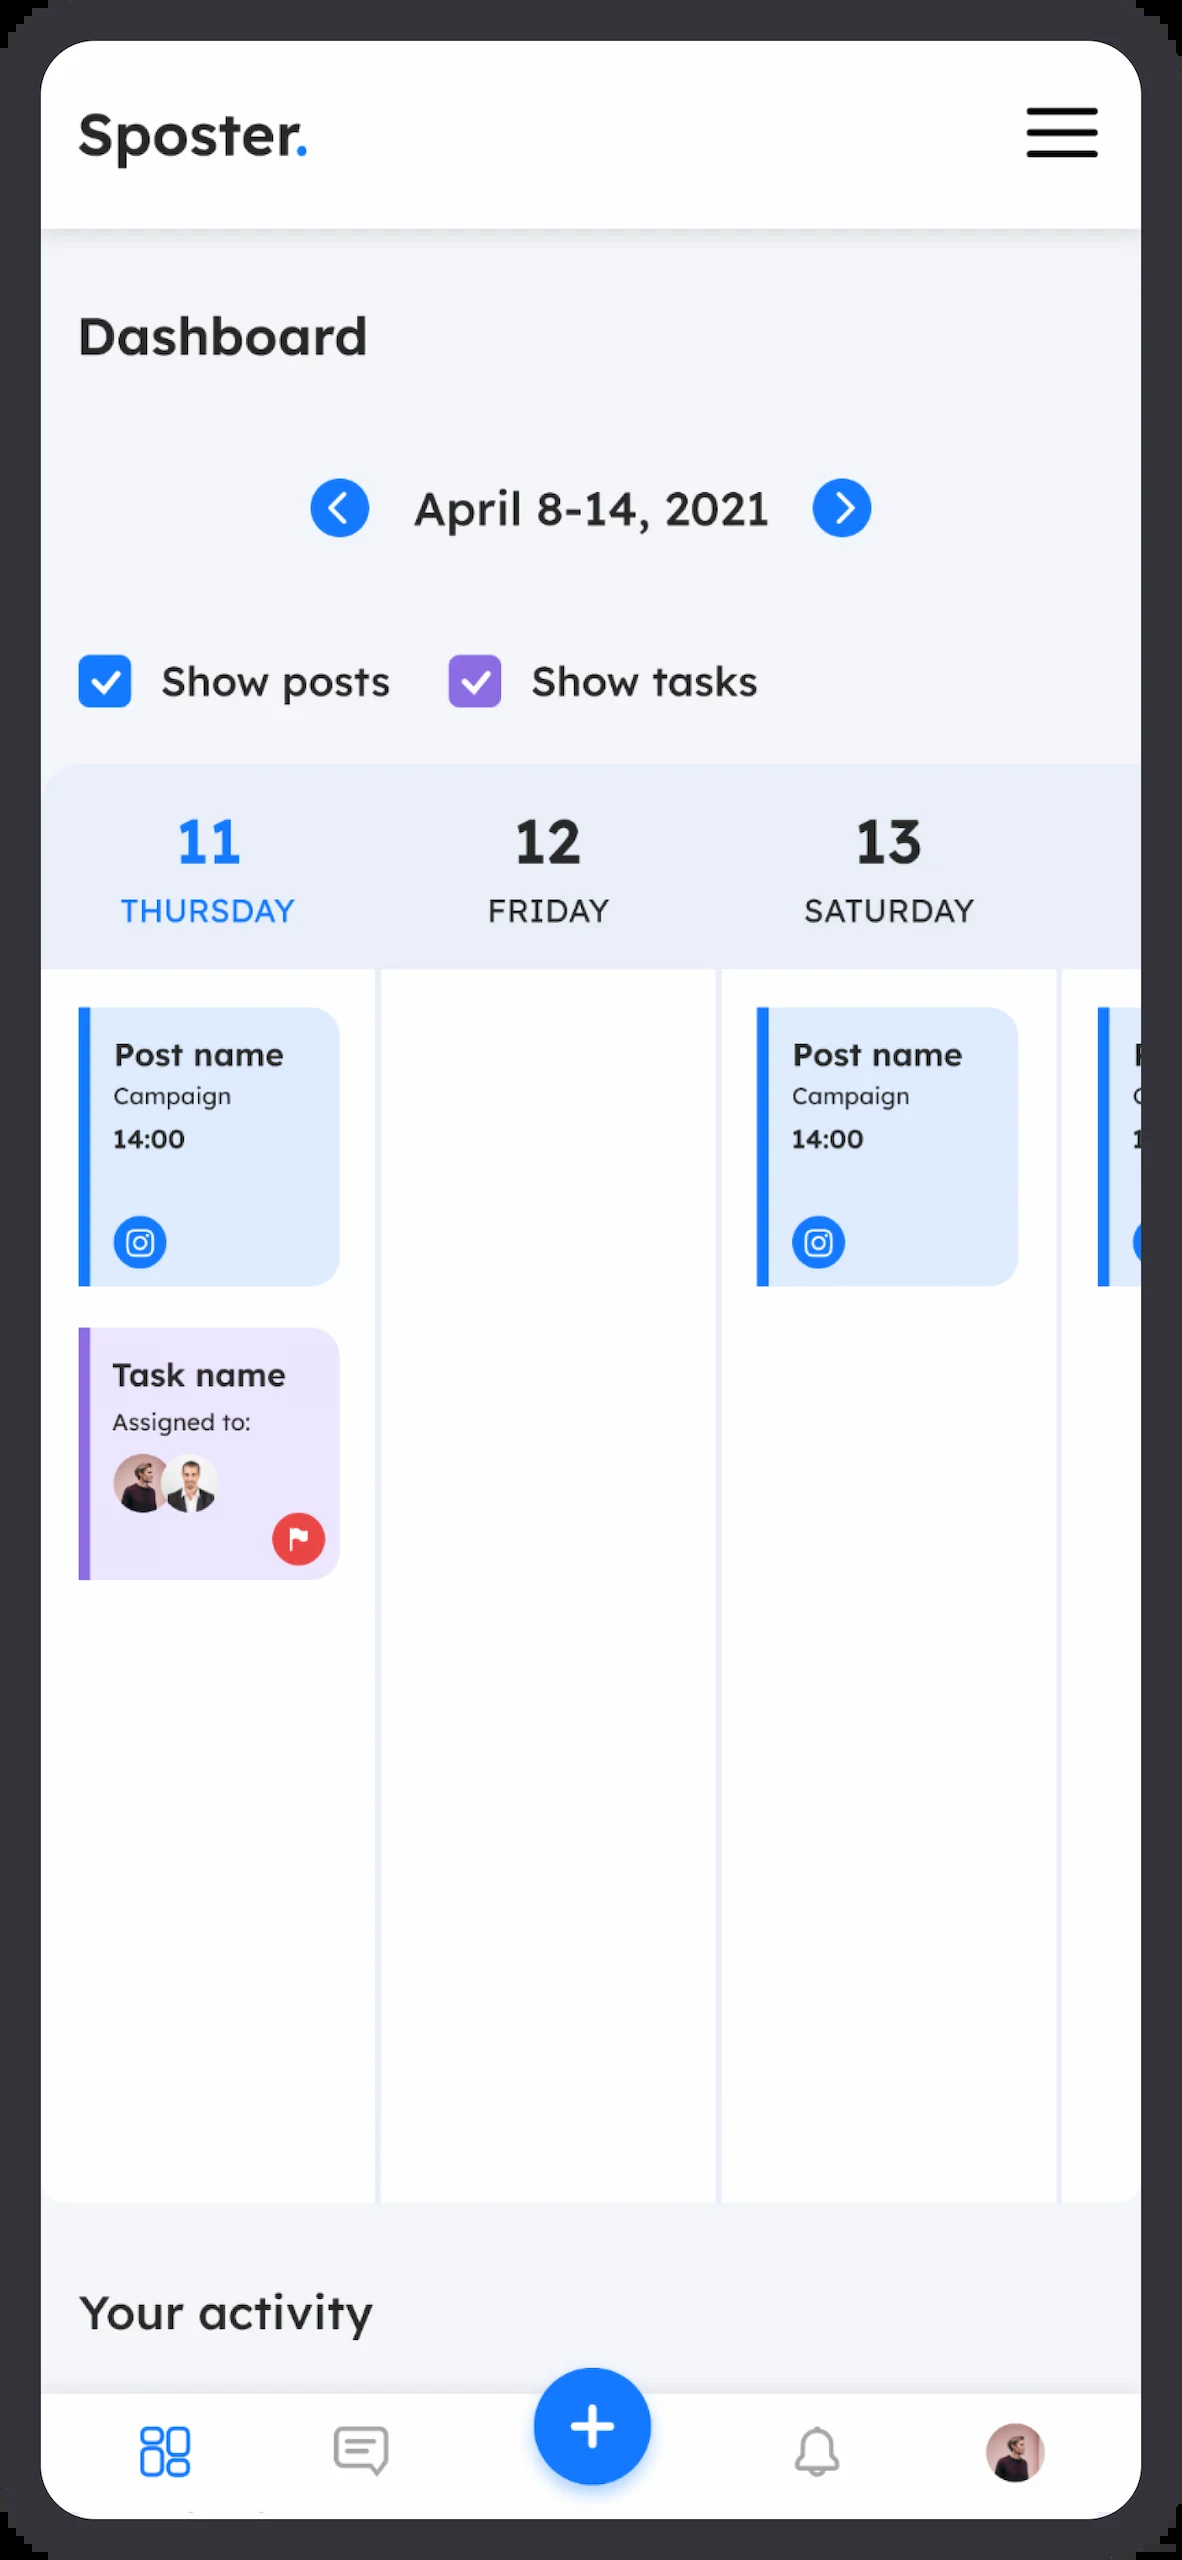 Sposter.
Dashboard
April 8-14, 2021
Show posts Show tasks
11 12 13
THURSDAY FRIDAY SATURDAY
Post name Post name
Campaign Campaign
14:00 14:00
Task name
Assigned to:
Your activity